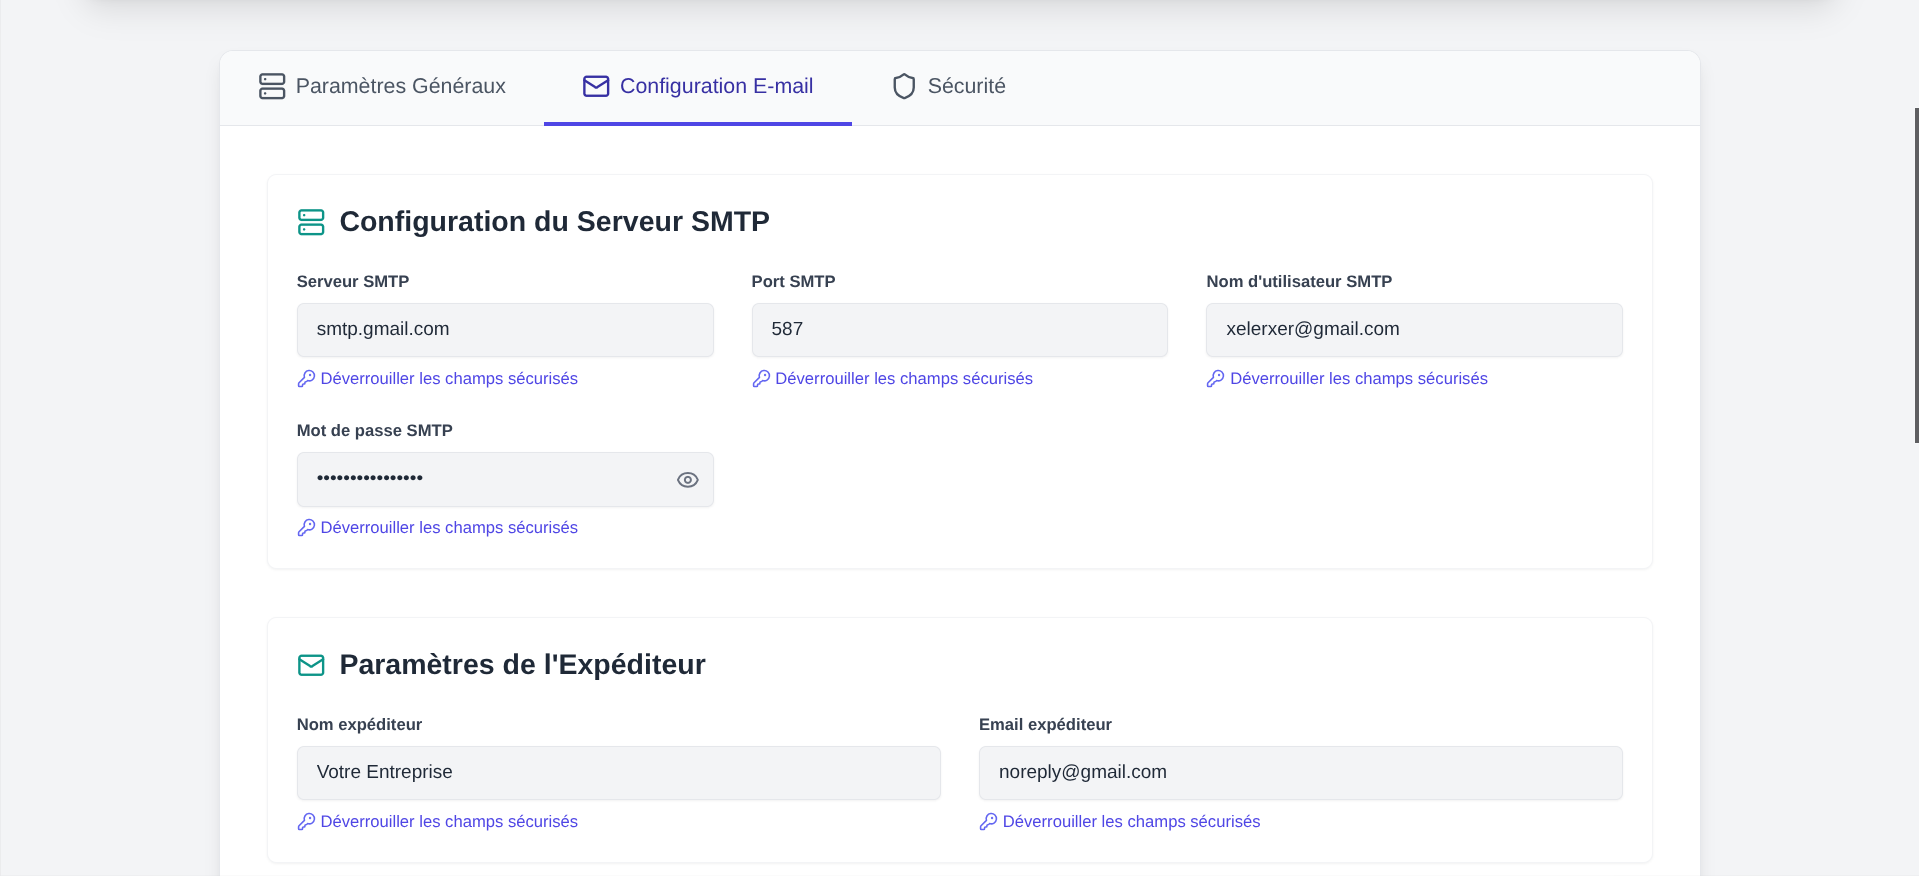 Paramètres Généraux
Configuration E-mail
Sécurité
Configuration du Serveur SMTP
Serveur SMTP
smtp.gmail.com
Déverrouiller les champs sécurisés
Port SMTP
587
Déverrouiller les champs sécurisés
Nom d'utilisateur SMTP
xelerxer@gmail.com
Déverrouiller les champs sécurisés
Mot de passe SMTP
••••••••••••••••
Déverrouiller les champs sécurisés
Paramètres de l'Expéditeur
Nom expéditeur
Votre Entreprise
Déverrouiller les champs sécurisés
Email expéditeur
noreply@gmail.com
Déverrouiller les champs sécurisés